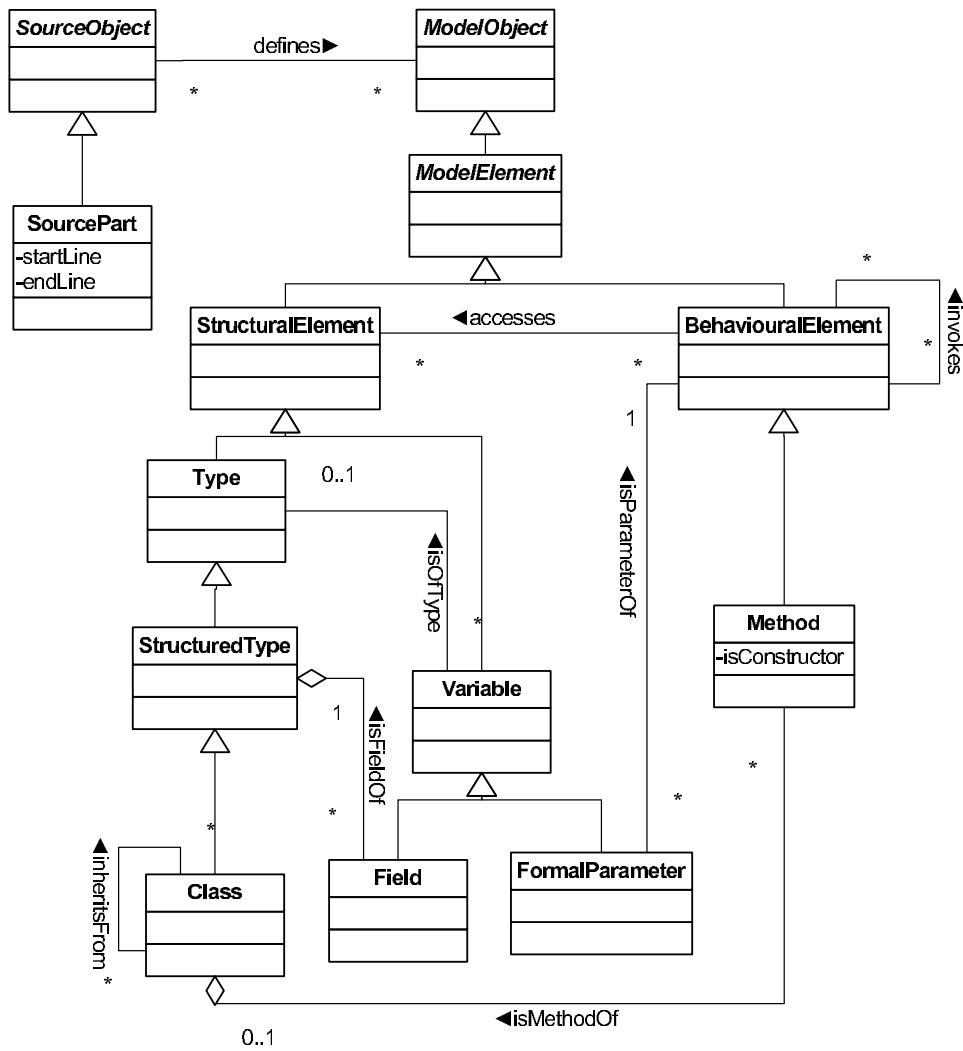 SourceObject
ModelObject
defines►
*
*
ModelElement
SourcePart
-startLine
-endLine
*
◄invokes
StructuralElement
◄accesses
BehaviouralElement
*
*
*
1
Type
0..1
◄isParameterOf
◄isOfType
*
StructuredType
Method
-isConstructor
Variable
1
◄isFieldOf
*
*
*
*
◄inheritsFrom
Class
Field
FormalParameter
*
◄isMethodOf
0..1